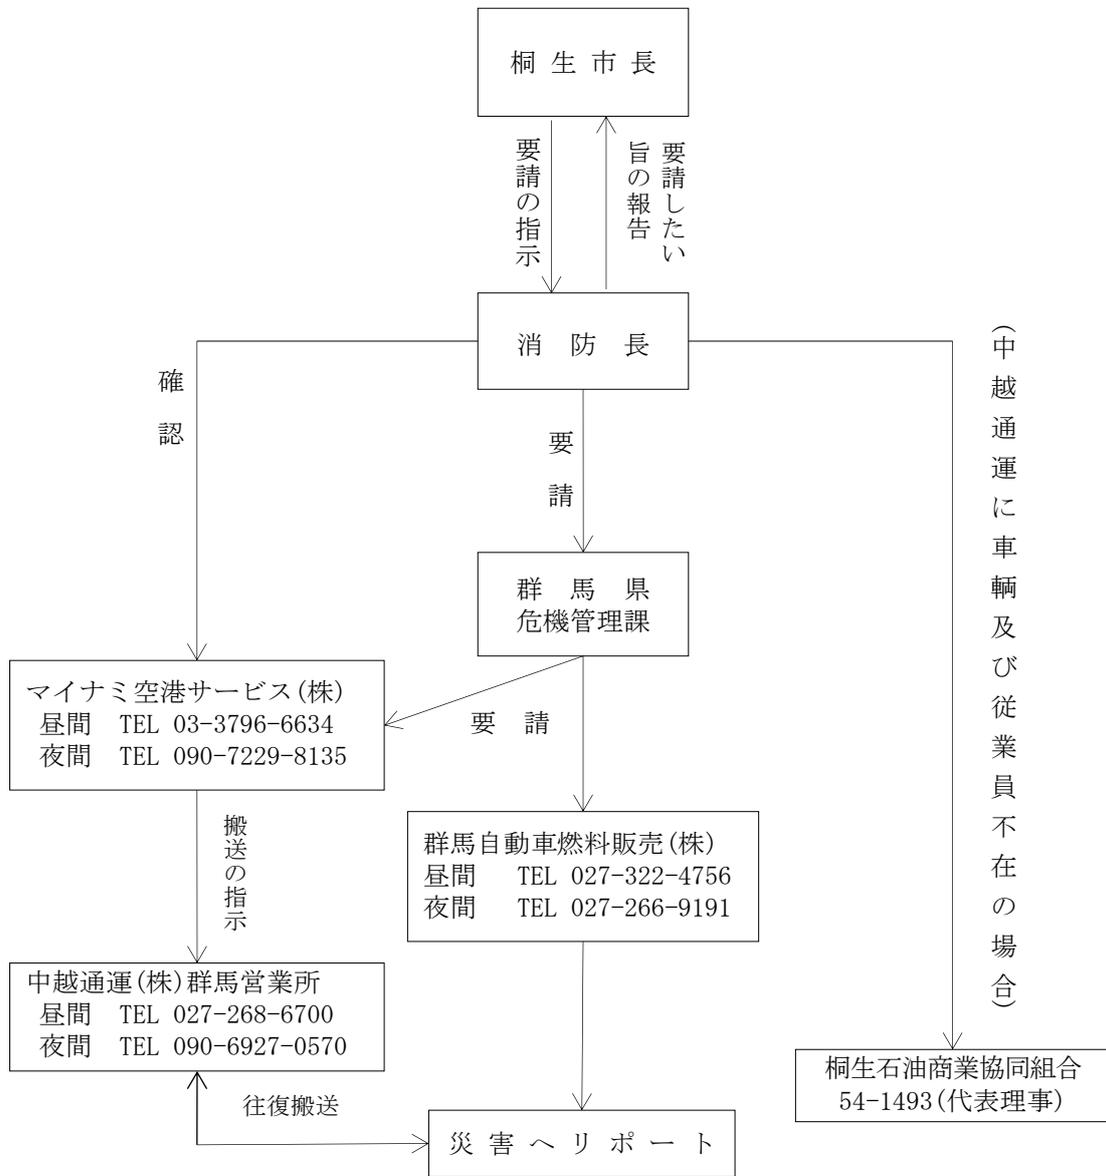 桐生市長
要請の指示
要請したい
旨の報告
消防長
確認
要請
(中越通運に車輌及び従業員不在の場合)
群馬県
危機管理課
マイナミ空港サービス(株)
昼間 TEL 03-3796-6634
夜間 TEL 090-7229-8135
要請
搬送の指示
群馬自動車燃料販売(株)
昼間 TEL 027-322-4756
夜間 TEL 027-266-9191
中越通運(株)群馬営業所
昼間 TEL 027-268-6700
夜間 TEL 090-6927-0570
往復搬送
災害ヘリポート
桐生石油商業協同組合
54-1493(代表理事)